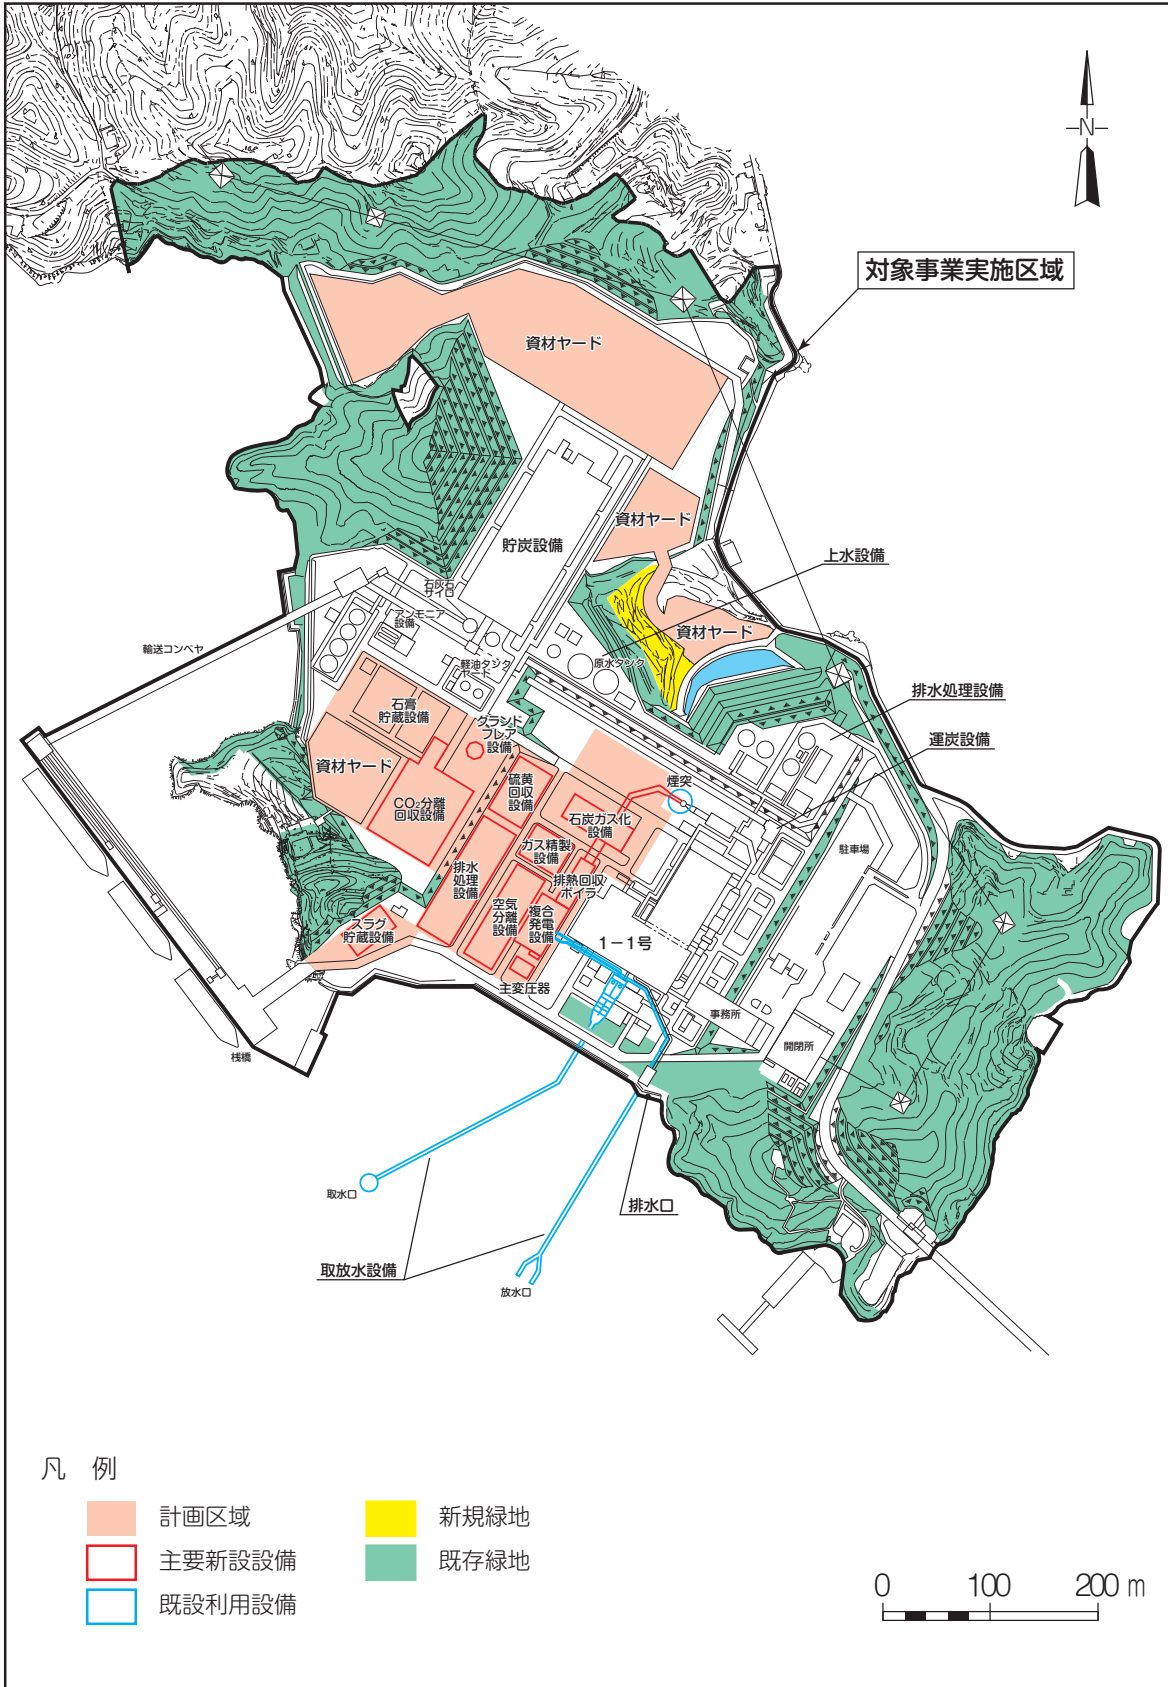 N
対象事業実施区域
資材ヤード
資材ヤード
貯炭設備
上水設備
石灰石
サイロ
アンモニア
設備
資材ヤード
輸送コンベヤ
軽油タンク
ヤード
原水タンク
排水処理設備
石膏
貯蔵設備
グランド
フレア
設備
運炭設備
資材ヤード
硫黄
回収
設備
煙突
CO₂分離
回収設備
石炭ガス化
設備
ガス精製
設備
駐車場
排水
処理
設備
排熱回収
ボイラ
空気
分離
設備
複合
発電
設備
スラグ
貯蔵設備
1－1号
主変圧器
事務所
開閉所
桟橋
取水口
排水口
取放水設備
放水口
凡 例
計画区域
新規緑地
主要新設設備
既存緑地
既設利用設備
0 100 200 m